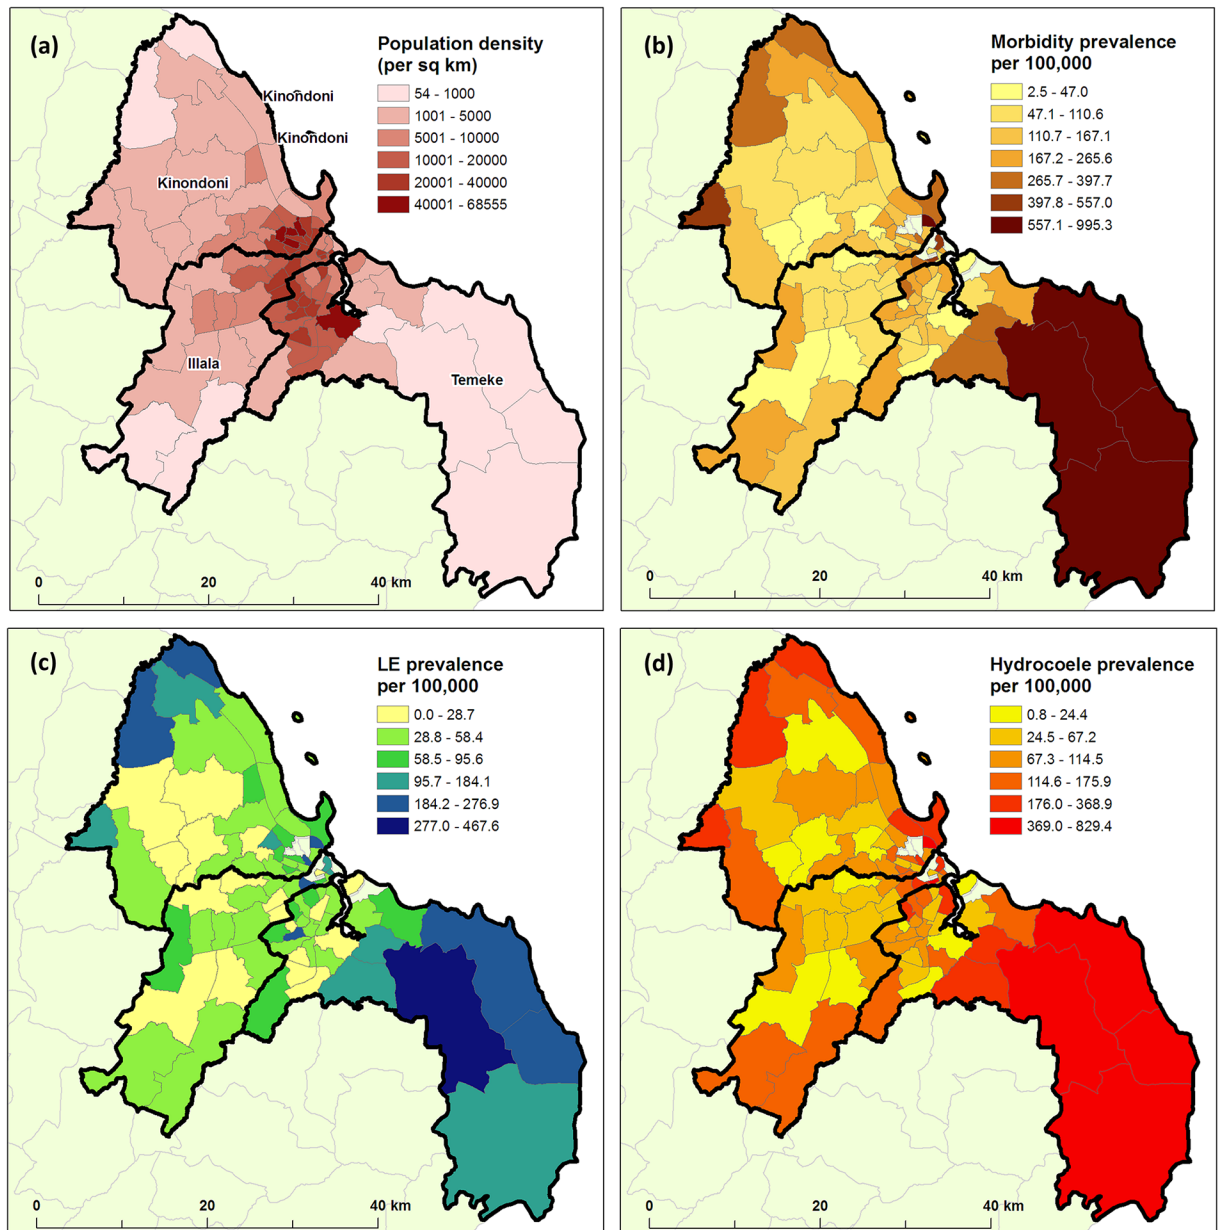 (a)
Population density
(per sq km)
54 - 1000
1001 - 5000
5001 - 10000
10001 - 20000
20001 - 40000
40001 - 68555
Kinondoni
Kinondoni
Kinondoni
Illala
Temeke
0 20 40 km
(b)
Morbidity prevalence
per 100,000
2.5 - 47.0
47.1 - 110.6
110.7 - 167.1
167.2 - 265.6
265.7 - 397.7
397.8 - 557.0
557.1 - 995.3
0 20 40 km
(c)
LE prevalence
per 100,000
0.0 - 28.7
28.8 - 58.4
58.5 - 95.6
95.7 - 184.1
184.2 - 276.9
277.0 - 467.6
0 20 40 km
(d)
Hydrocoele prevalence
per 100,000
0.8 - 24.4
24.5 - 67.2
67.3 - 114.5
114.6 - 175.9
176.0 - 368.9
369.0 - 829.4
0 20 40 km